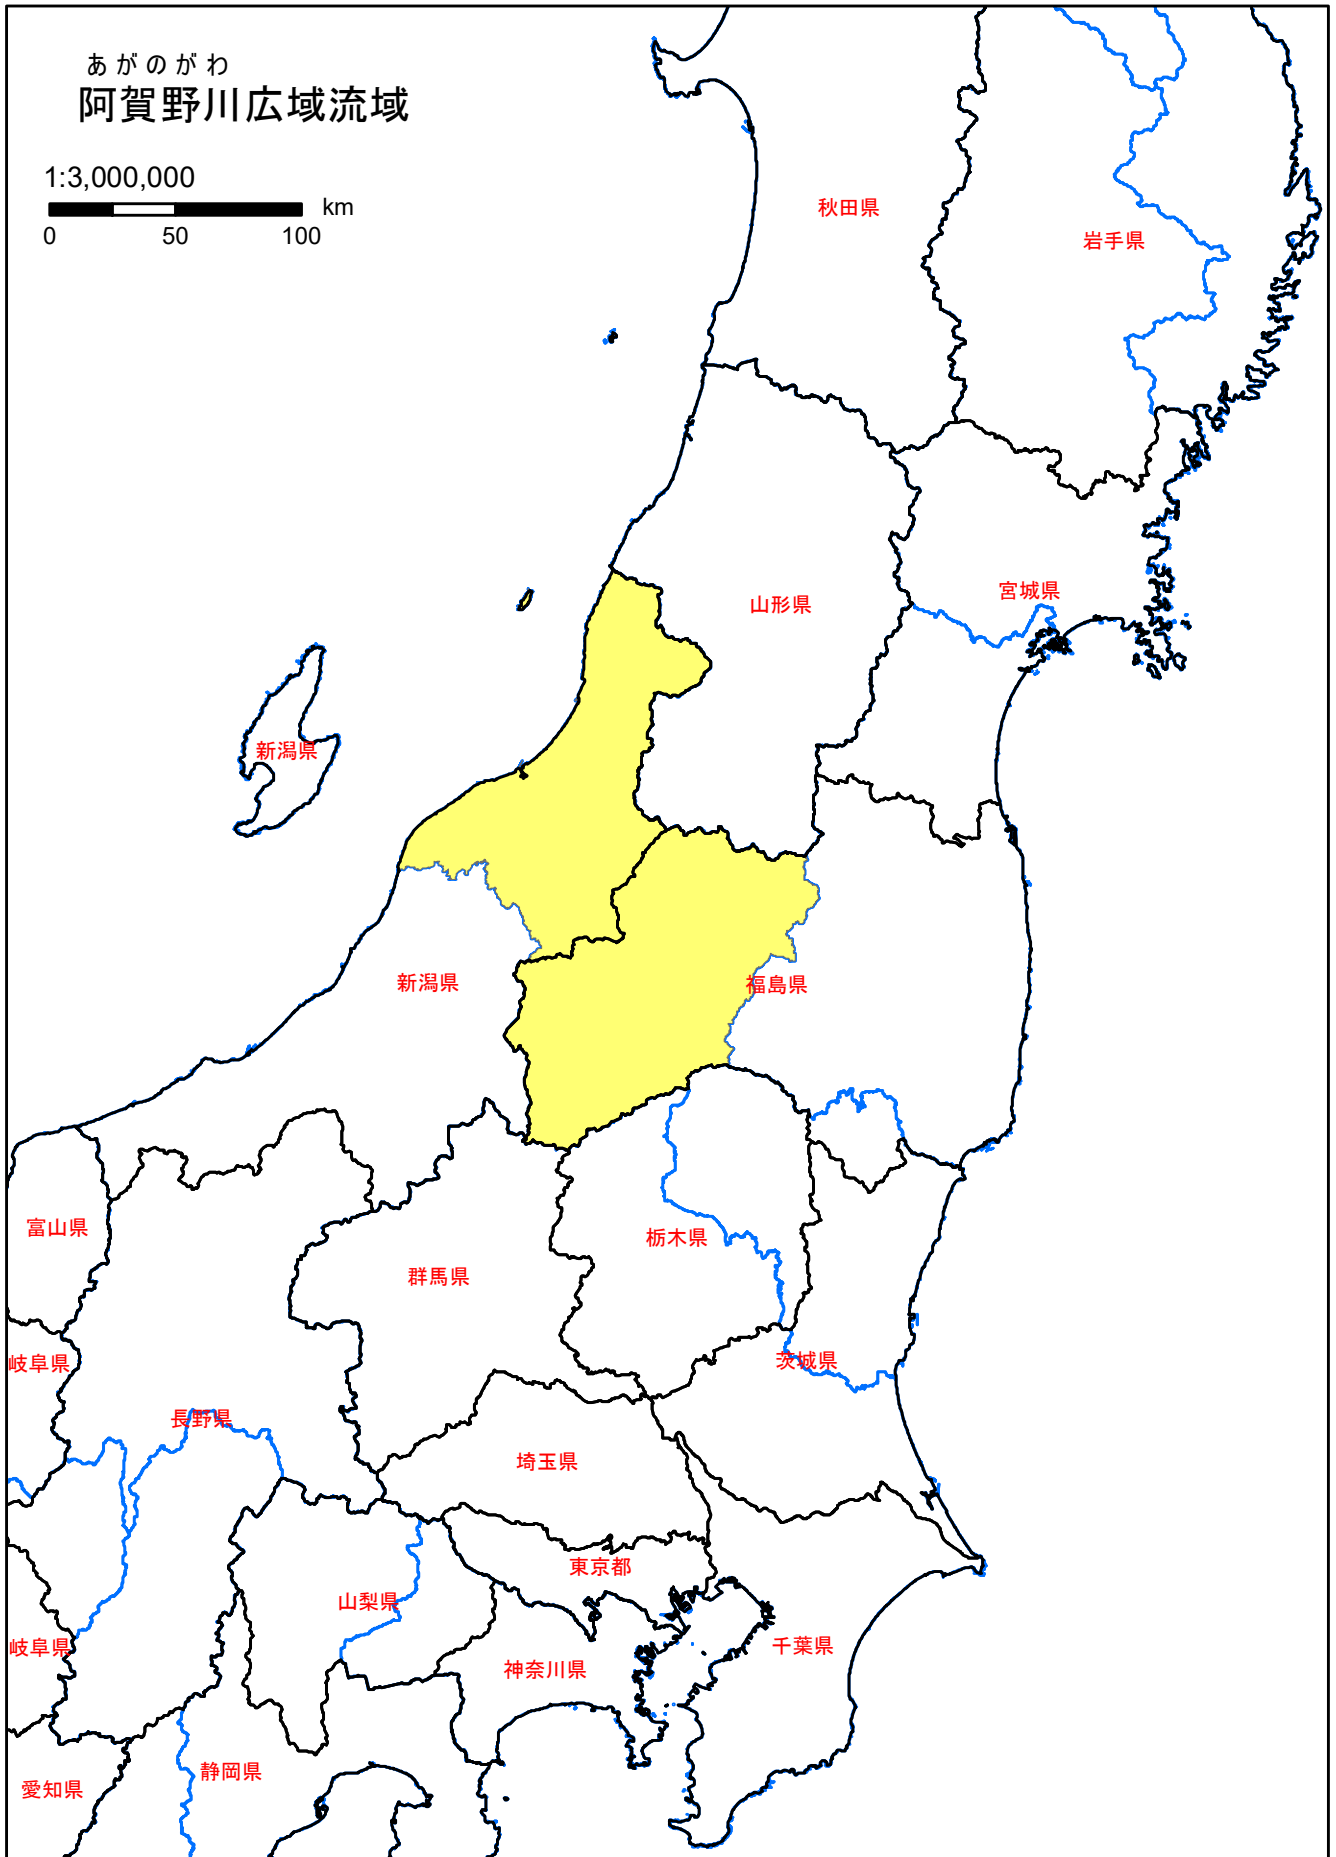 あがのがわ
阿賀野川広域流域
1:3,000,000
km
0 50 100
秋田県
岩手県
宮城県
山形県
新潟県
新潟県
福島県
富山県
栃木県
群馬県
茨城県
岐阜県
長野県
埼玉県
東京都
山梨県
千葉県
岐阜県
神奈川県
静岡県
愛知県